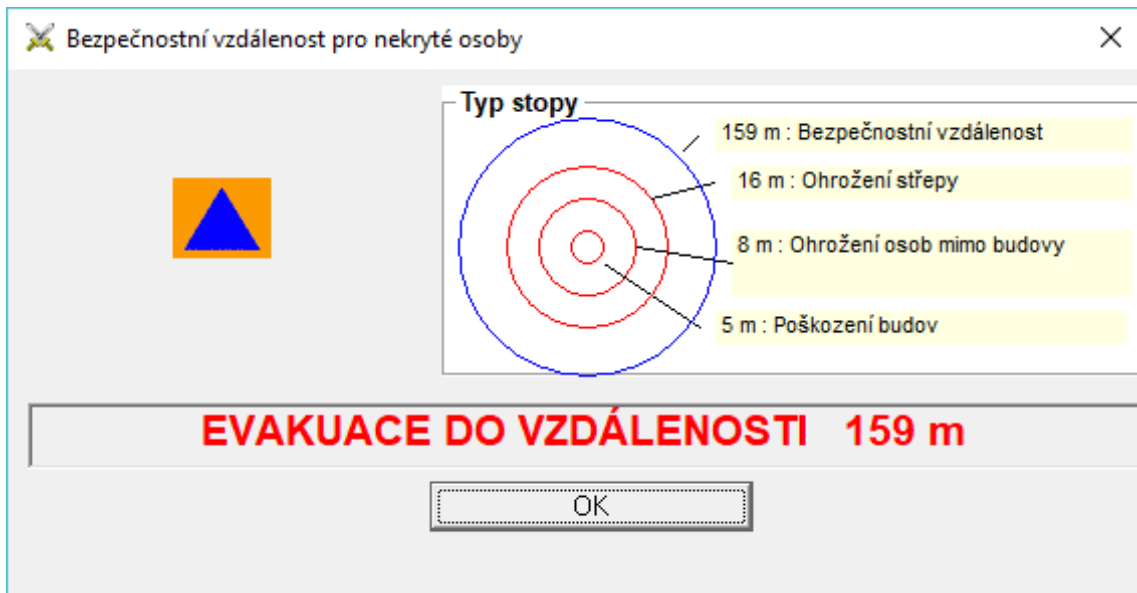 Bezpečnostní vzdálenost pro nekryté osoby
Typ stopy
159 m : Bezpečnostní vzdálenost
16 m : Ohrožení střepy
8 m : Ohrožení osob mimo budovy
5 m : Poškození budov
EVAKUACE DO VZDÁLENOSTI 159 m
OK